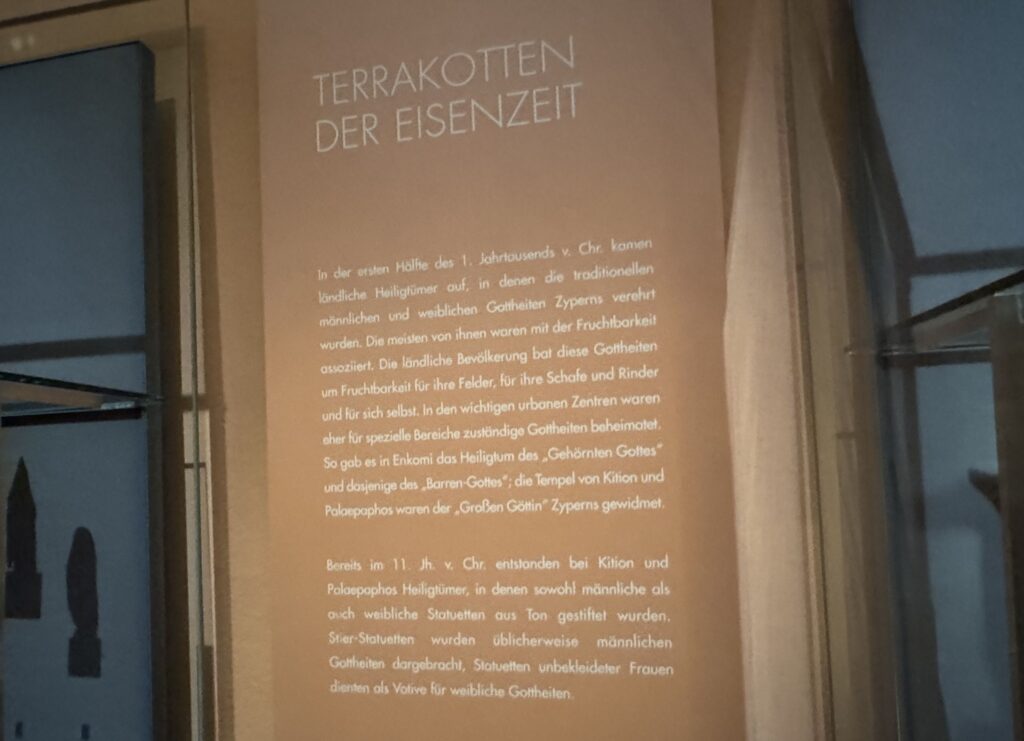 TERRAKOTTEN
DER EISENZEIT
In der ersten Hälfte des 1. Jahrtausends v. Chr. kamen
ländliche Heiligtümer auf, in denen die traditionellen
männlichen und weiblichen Gottheiten Zyperns verehrt
wurden. Die meisten von ihnen waren mit der Fruchtbarkeit
assoziiert. Die ländliche Bevölkerung bat diese Gottheiten
um Fruchtbarkeit für ihre Felder, für ihre Schafe und Rinder
und für sich selbst. In den wichtigen urbanen Zentren waren
eher für spezielle Bereiche zuständige Gottheiten beheimatet.
So gab es in Enkomi das Heiligtum des „Gehörnten Gottes“
und dasjenige des „Barren-Gottes“; die Tempel von Kition und
Palaepaphos waren der „Großen Göttin“ Zyperns gewidmet.
Bereits im 11. Jh. v. Chr. entstanden bei Kition und
Palaepaphos Heiligtümer, in denen sowohl männliche als
auch weibliche Statuetten aus Ton gestiftet wurden.
Stier-Statuetten wurden üblicherweise männlichen
Gottheiten dargebracht, Statuetten unbekleideter Frauen
dienten als Votive für weibliche Gottheiten.